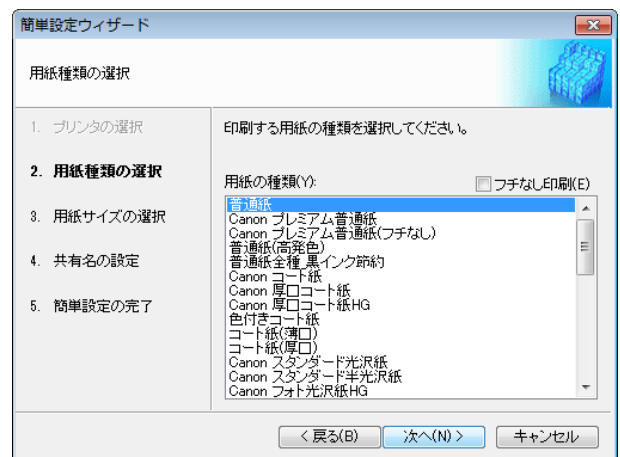 簡単設定ウィザード
用紙種類の選択
1. プリンタの選択
2. 用紙種類の選択
3. 用紙サイズの選択
4. 共有名の設定
5. 簡単設定の完了
印刷する用紙の種類を選択してください。
用紙の種類(Y):
フチなし印刷(E)
普通紙
Canon プレミアム普通紙
Canon プレミアム普通紙(フチなし)
普通紙(高発色)
普通紙全種_黒インク節約
Canon コート紙
Canon 厚口コート紙
Canon 厚口コート紙HG
色付きコート紙
コート紙(薄口)
コート紙(厚口)
Canon スタンダード光沢紙
Canon スタンダード半光沢紙
Canon フォト光沢紙HG
< 戻る(B)
次へ(N) >
キャンセル